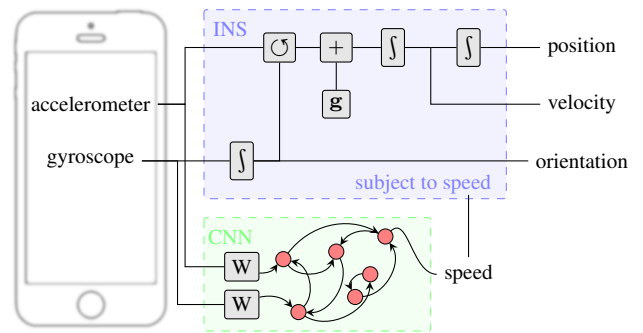 INS
∫
∫
position
+
accelerometer
g
velocity
gyroscope
∫
orientation
subject to speed
CNN
W
speed
W